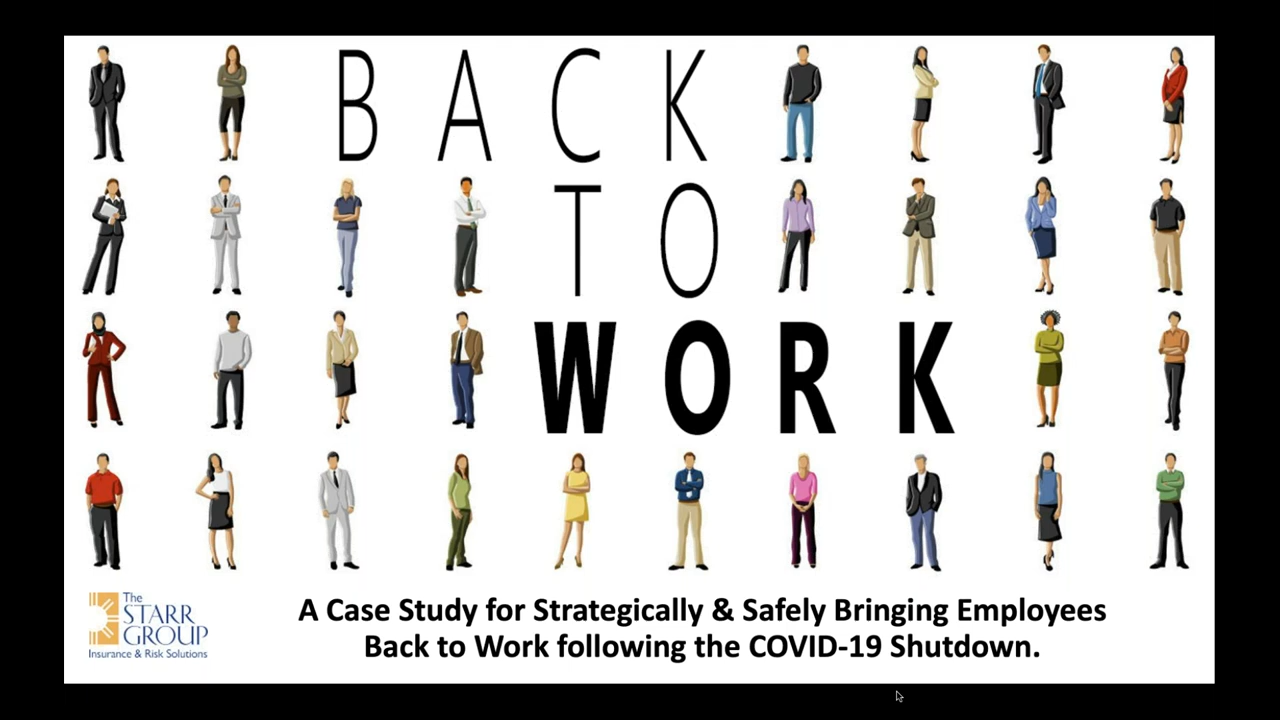 BACK
TO
WORK
The
STARR
GROUP
Insurance & Risk Solutions
A Case Study for Strategically & Safely Bringing Employees
Back to Work following the COVID-19 Shutdown.